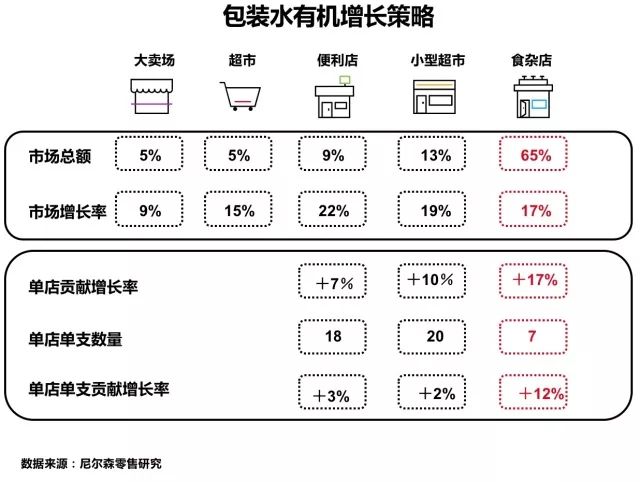 包装水有机增长策略
大卖场 超市 便利店 小型超市 食杂店
市场总额 5% 5% 9% 13% 65%
市场增长率 9% 15% 22% 19% 17%
单店贡献增长率 +7% +10% +17%
单店单支数量 18 20 7
单店单支贡献增长率 +3% +2% +12%
数据来源：尼尔森零售研究